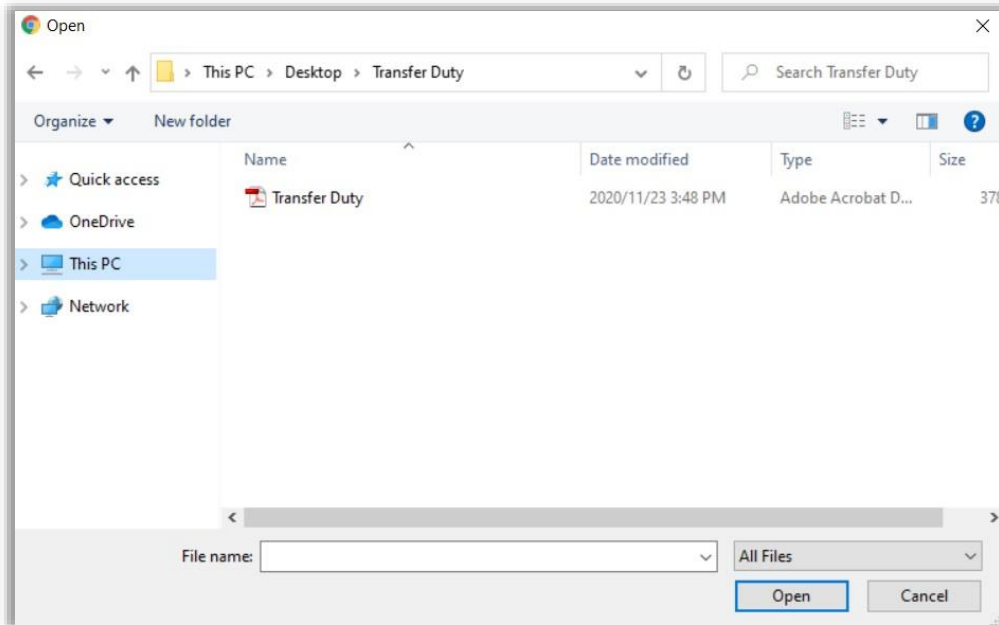 Open
This PC > Desktop > Transfer Duty
Search Transfer Duty
Organize
New folder
?
Name Date modified Type Size
Quick access
OneDrive
This PC
Network
Transfer Duty 2020/11/23 3:48 PM Adobe Acrobat D...
File name:
All Files
Open Cancel